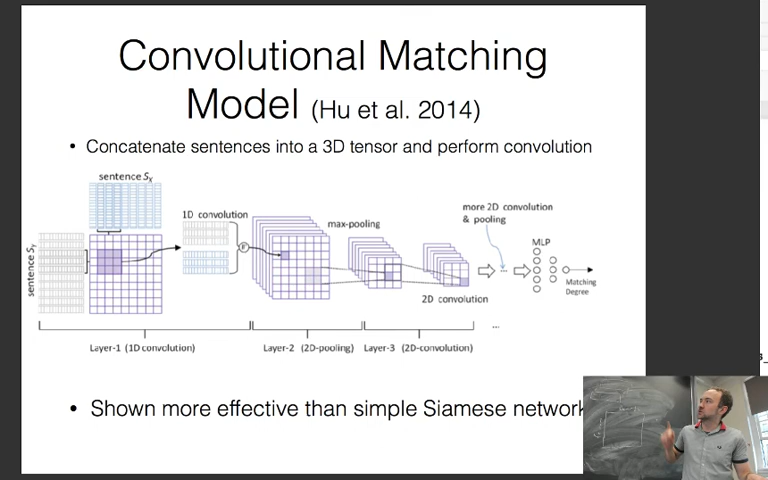 Convolutional Matching
Model (Hu et al. 2014)
• Concatenate sentences into a 3D tensor and perform convolution
sentence Sx
sentence Sy
1D convolution
max-pooling
more 2D convolution
& pooling
MLP
Matching
Degree
2D convolution
...
...
Layer-1 (1D convolution)
Layer-2 (2D-pooling)
Layer-3 (2D-convolution)
• Shown more effective than simple Siamese network